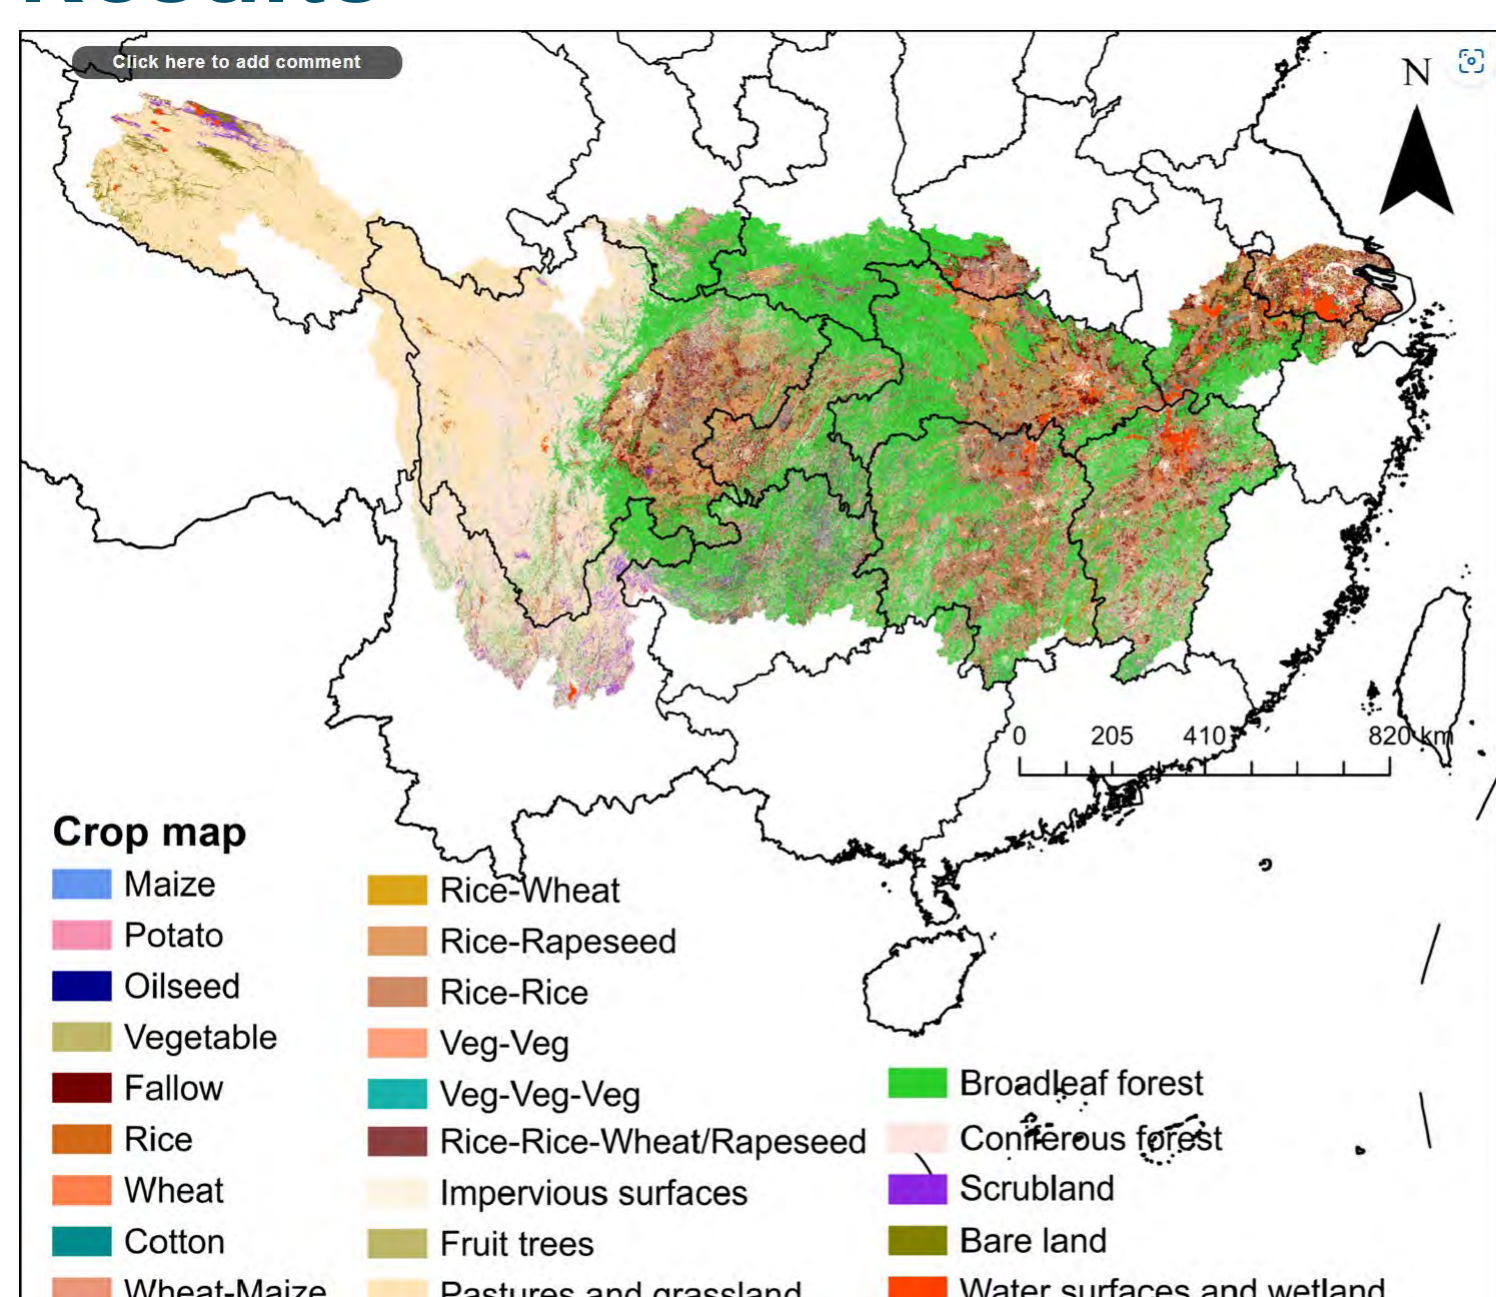 Results
Click here to add comment
N
0 205 410 820 km
Crop map
Maize
Potato
Oilseed
Vegetable
Fallow
Rice
Wheat
Cotton
Wheat-Maize
Rice-Wheat
Rice-Rapeseed
Rice-Rice
Veg-Veg
Veg-Veg-Veg
Rice-Rice-Wheat/Rapeseed
Impervious surfaces
Fruit trees
Pastures and grassland
Broadleaf forest
Coniferous forest
Scrubland
Bare land
Water surfaces and wetland